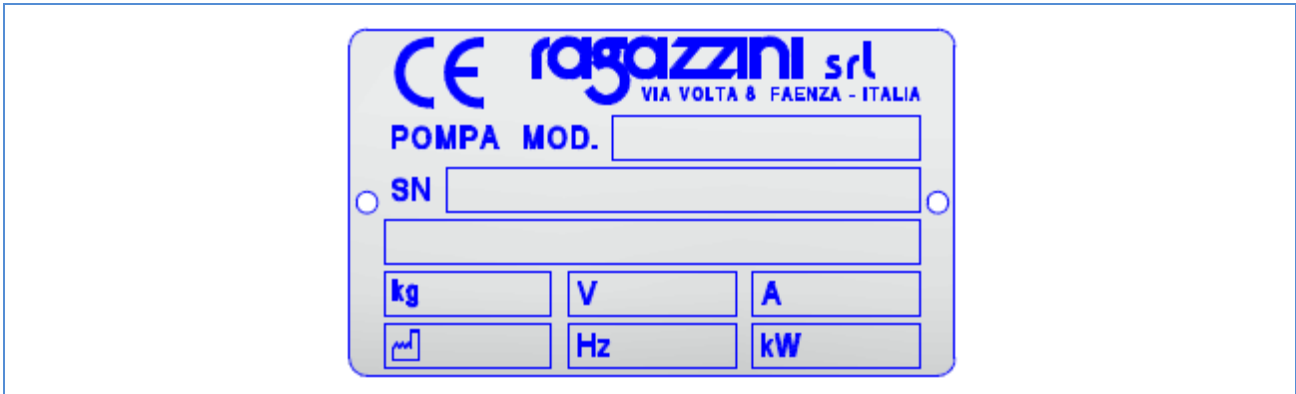 CE ragazzini srl
VIA VOLTA 8 FAENZA - ITALIA
POMPA MOD.
SN
kg V A
Hz kW